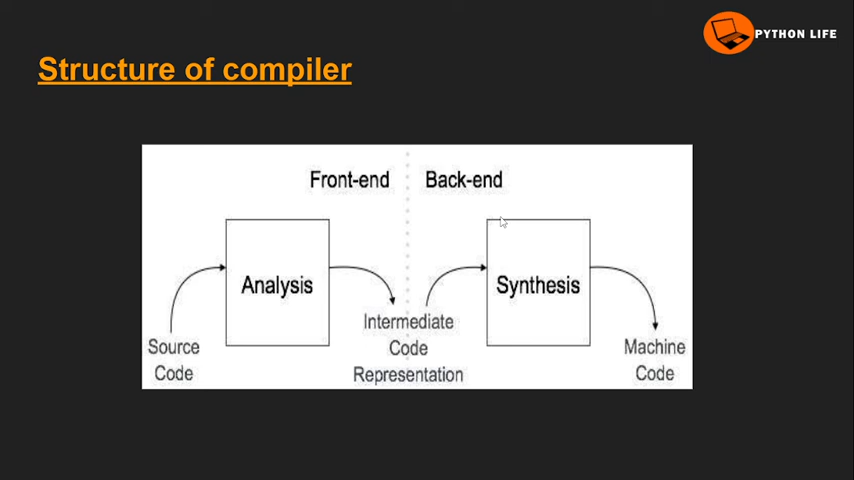 PYTHON LIFE
Structure of compiler
Front-end
Back-end
Analysis
Synthesis
Source
Code
Intermediate
Code
Representation
Machine
Code